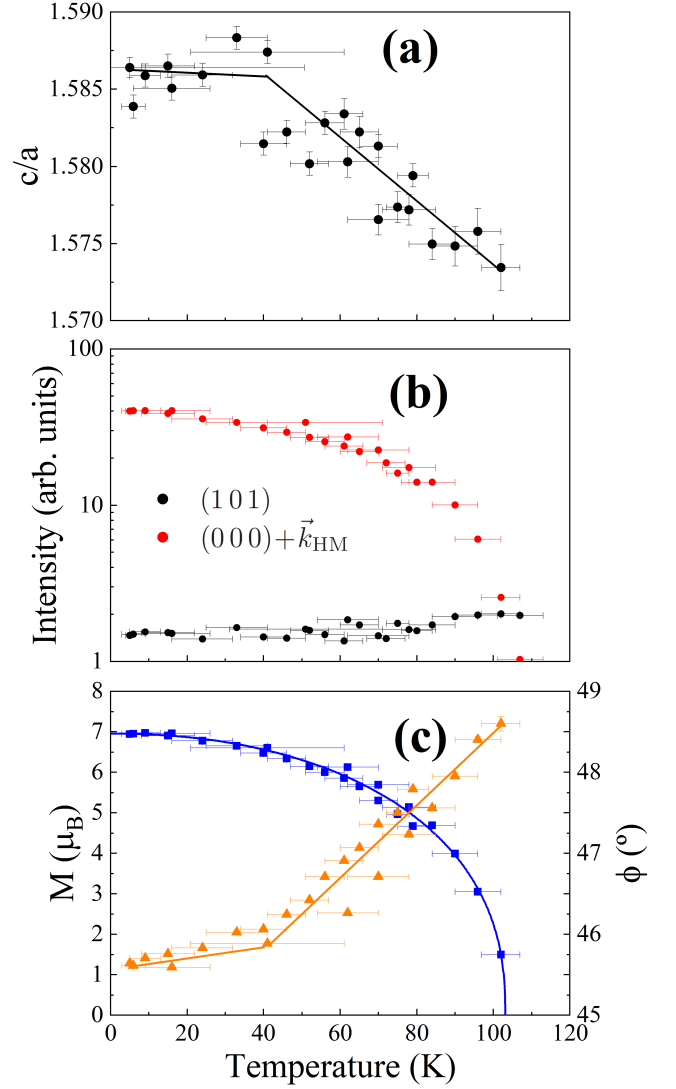 1.590
1.585
1.580
1.575
1.570
c/a
(a)
100
10
1
Intensity (arb. units)
(b)
(1 0 1)
(0 0 0)+k⃗HM
8
7
6
5
4
3
2
1
0
M (μB)
(c)
49
48
47
46
45
ϕ (º)
0 20 40 60 80 100 120
Temperature (K)